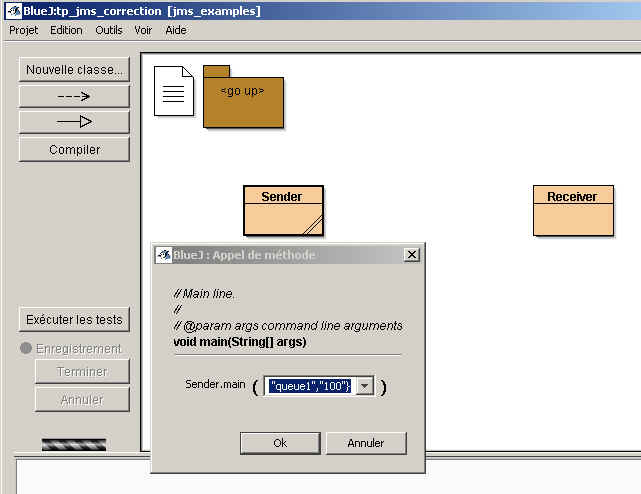 BlueJ:tp_jms_correction [jms_examples]
Projet Edition Outils Voir Aide
Nouvelle classe...
Compiler
<go up>
Sender
Receiver
BlueJ : Appel de méthode
// Main line.
//
// @param args command line arguments
void main(String[] args)
Sender.main ( "queue1","100"} )
Ok Annuler
Exécuter les tests
Enregistrement
Terminer
Annuler